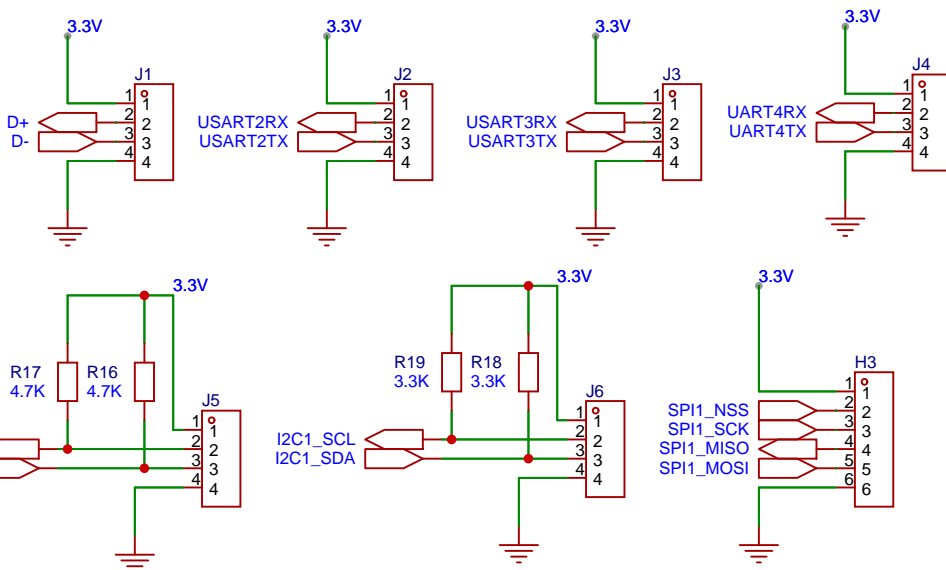 3.3V
J1
D+
D-
1
2
3
4
1
2
3
4
3.3V
J2
USART2RX
USART2TX
1
2
3
4
1
2
3
4
3.3V
J3
USART3RX
USART3TX
1
2
3
4
1
2
3
4
3.3V
J4
UART4RX
UART4TX
1
2
3
4
1
2
3
4
3.3V
R17
4.7K
R16
4.7K
J5
1
2
3
4
1
2
3
4
3.3V
R19
3.3K
R18
3.3K
J6
I2C1_SCL
I2C1_SDA
1
2
3
4
1
2
3
4
3.3V
H3
SPI1_NSS
SPI1_SCK
SPI1_MISO
SPI1_MOSI
1
2
3
4
5
6
1
2
3
4
5
6